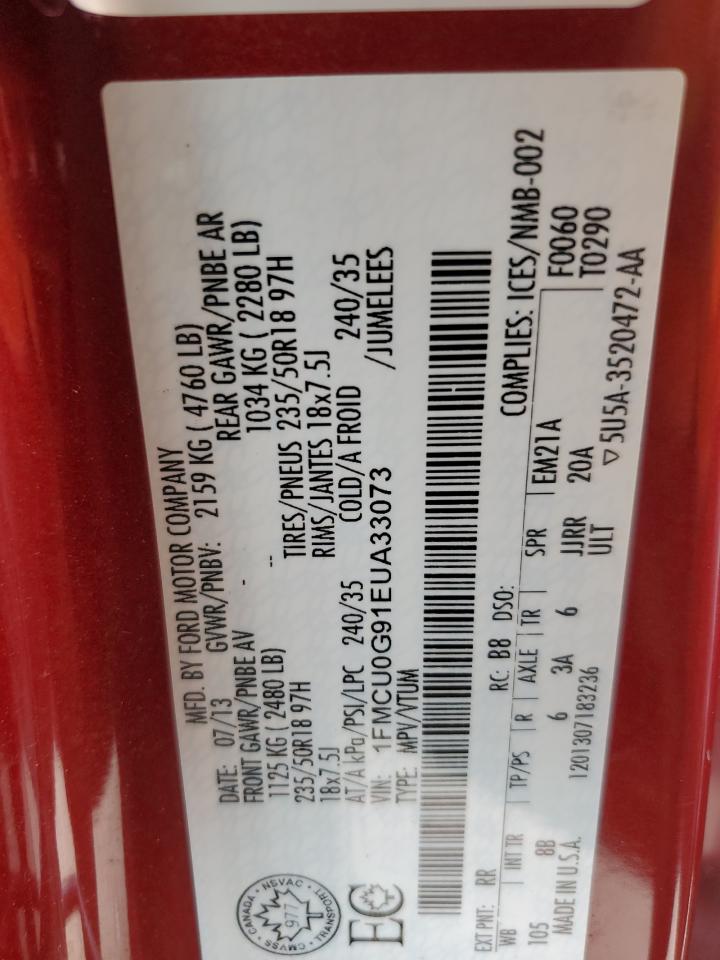 MFD. BY FORD MOTOR COMPANY
DATE: 07/13 GVWR/PNBV: 2159 KG ( 4760 LB)
FRONT GAWR/PNBE AV REAR GAWR/PNBE AR
1125 KG ( 2480 LB) 1034 KG ( 2280 LB)
235/50R18 97H TIRES/PNEUS 235/50R18 97H
18x7.5J RIMS/JANTES 18x7.5J
AT/A kPa/PSI/LPC 240/35 COLD/A FROID 240/35
VIN: 1FMCU0G91EUA33073 /JUMELEES
TYPE: MPV/VTUM
CANADA • NSVAC • TRANSPORT • CMVSS •
977
EC
EXT PNT: RR RC: B8 DSO: COMPLIES: ICES/NMB-002
WB INT TR TP/PS R AXLE TR SPR EM21A F0060
105 8B 6 3A 6 JJRR 20A T0290
MADE IN U.S.A. 1201307183236 ULT ▽ 5U5A-3520472-AA